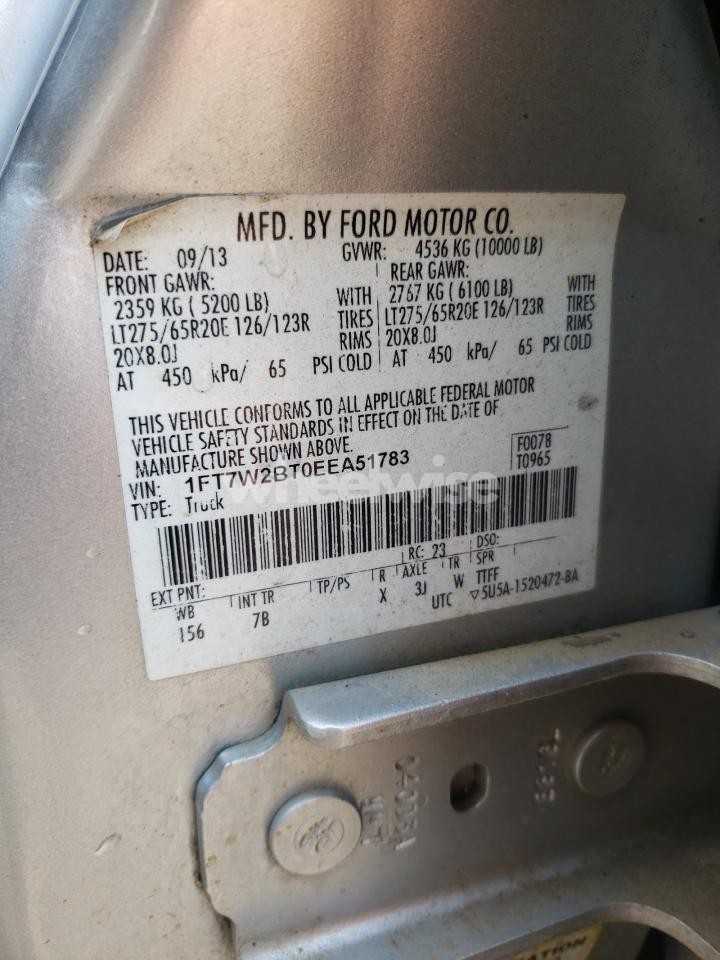 MFD. BY FORD MOTOR CO.
DATE: 09/13 GVWR: 4536 KG (10000 LB)
FRONT GAWR: REAR GAWR:
2359 KG ( 5200 LB) WITH 2767 KG ( 6100 LB) WITH
LT275/65R20E 126/123R TIRES LT275/65R20E 126/123R TIRES
20X8.0J RIMS 20X8.0J RIMS
AT 450 kPa/ 65 PSI COLD AT 450 kPa/ 65 PSI COLD
THIS VEHICLE CONFORMS TO ALL APPLICABLE FEDERAL MOTOR
VEHICLE SAFETY STANDARDS IN EFFECT ON THE DATE OF
MANUFACTURE SHOWN ABOVE.
F0078
VIN: 1FT7W2BT0EEA51783
T0965
TYPE: Truck
wheelwise
EXT PNT: RC: 23 DSO:
WB INT TR TP/PS R AXLE TR SPR
156 7B X 3J W TTFF
UTC ▽5U5A-1520472-BA